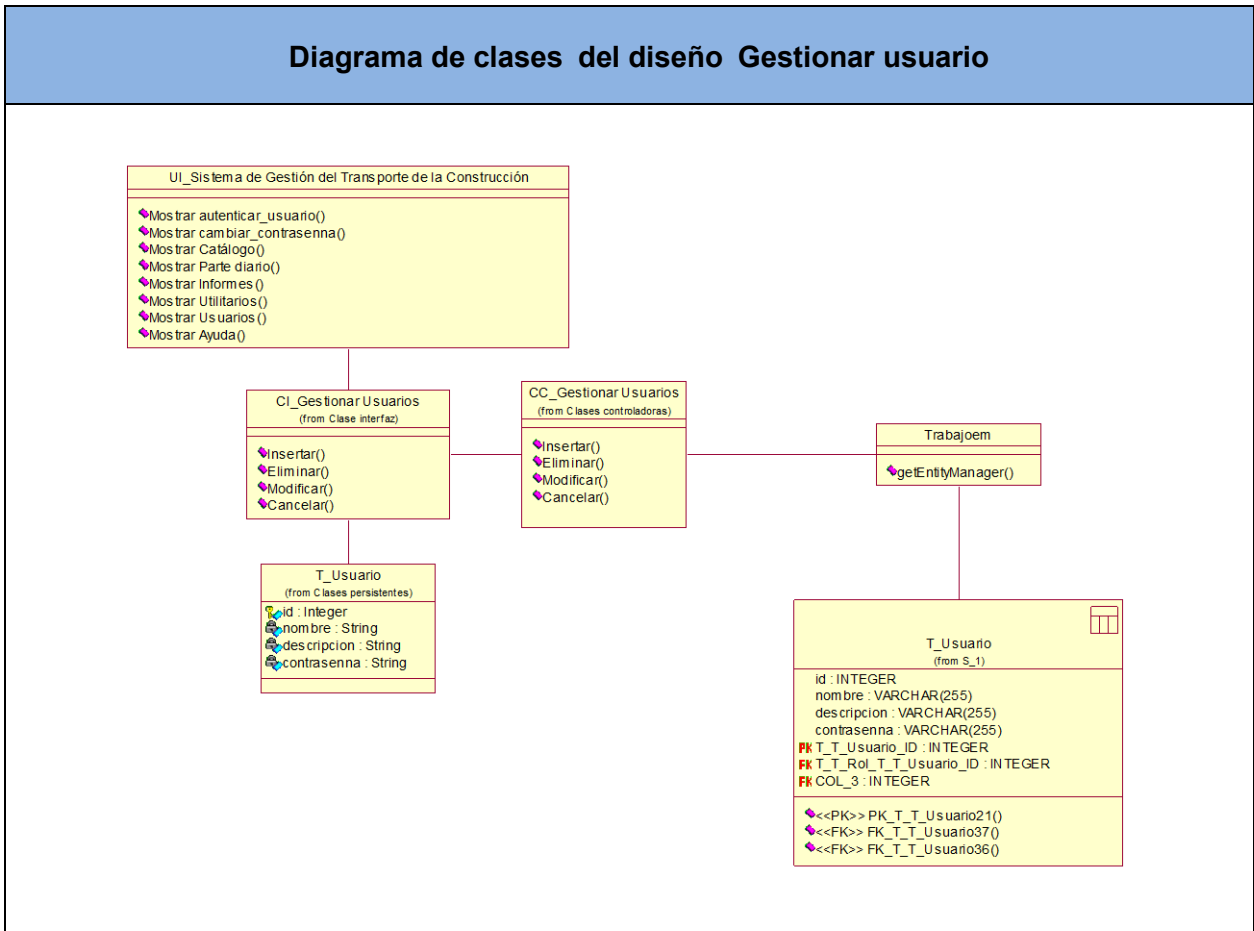 Diagrama de clases del diseño Gestionar usuario
UI_Sistema de Gestión del Transporte de la Construcción
Mostrar autenticar_usuario()
Mostrar cambiar_contrasenna()
Mostrar Catálogo()
Mostrar Parte diario()
Mostrar Informes()
Mostrar Utilitarios()
Mostrar Usuarios()
Mostrar Ayuda()
CI_Gestionar Usuarios
(from Clase interfaz)
Insertar()
Eliminar()
Modificar()
Cancelar()
CC_Gestionar Usuarios
(from Clases controladoras)
Insertar()
Eliminar()
Modificar()
Cancelar()
Trabajoem
getEntityManager()
T_Usuario
(from Clases persistentes)
id : Integer
nombre : String
descripcion : String
contrasenna : String
T_Usuario
(from S_1)
id : INTEGER
nombre : VARCHAR(255)
descripcion : VARCHAR(255)
contrasenna : VARCHAR(255)
PK T_T_Usuario_ID : INTEGER
FK T_T_Rol_T_T_Usuario_ID : INTEGER
FK COL_3 : INTEGER
<<PK>> PK_T_T_Usuario21()
<<FK>> FK_T_T_Usuario37()
<<FK>> FK_T_T_Usuario36()